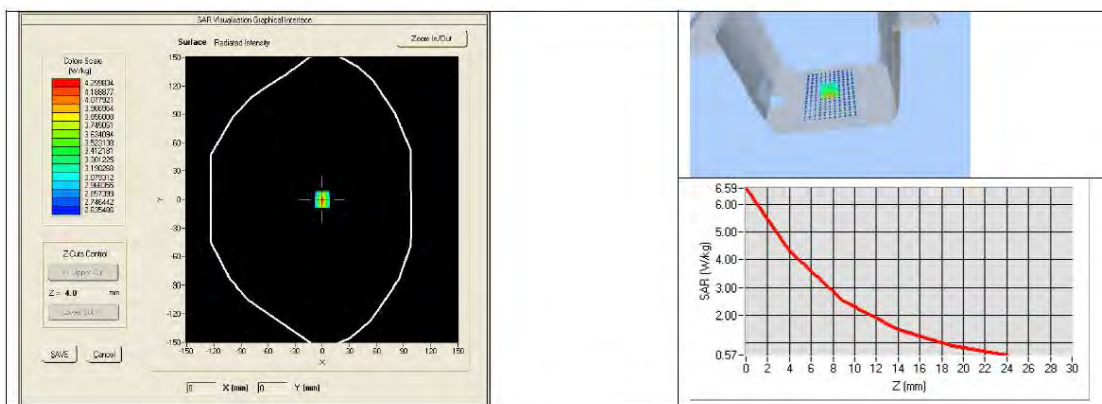 SAR Visualisation Graphical Interface
Surface Radiated Intensity
Zoom In/Out
Colors Scale
(W/kg)
4.299834
4.188877
4.077921
3.966964
3.856008
3.745051
3.634094
3.523138
3.412181
3.301225
3.190268
3.079312
2.968355
2.857399
2.746442
2.635486
Z Cuts Control
Z = 4.0 mm
SAVE Cancel
150
120
90
60
30
0
-30
-60
-90
-120
-150
Y
-150 -120 -90 -60 -30 0 30 60 90 120 150
X
0 X (mm) 0 Y (mm)
SAR (W/kg)
6.59
6.00
5.00
4.00
3.00
2.00
0.57
0 2 4 6 8 10 12 14 16 18 20 22 24 26 28 30
Z (mm)